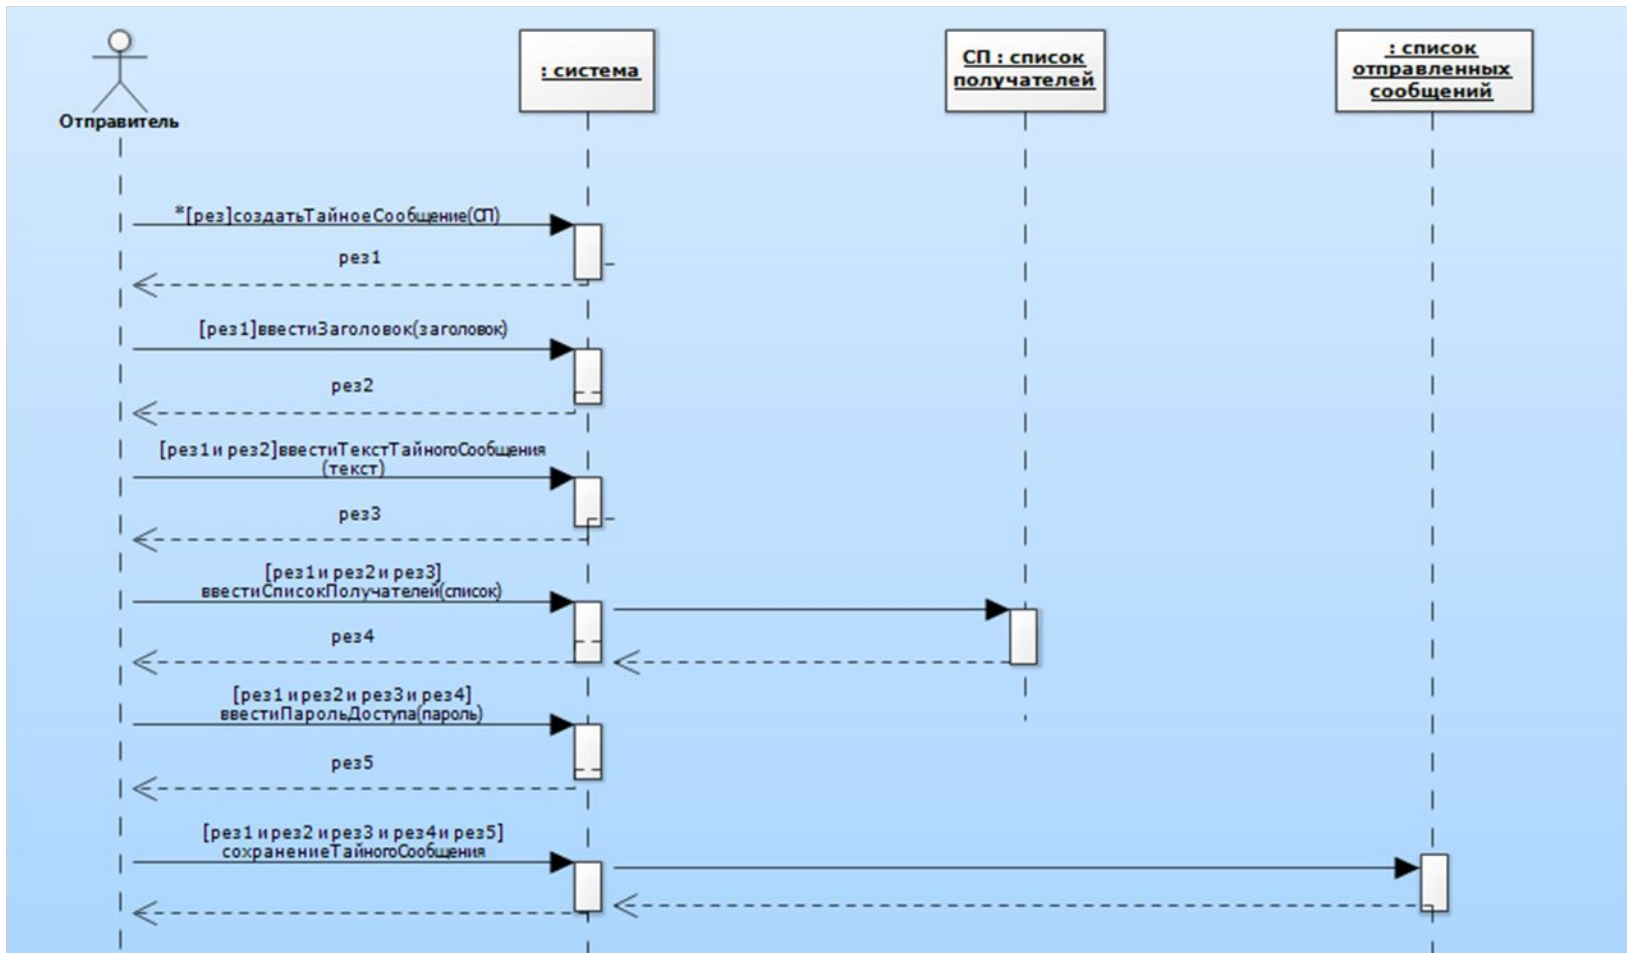 Отправитель
: система
СП : список
получателей
: список
отправленных
сообщений
*[рез]создатьТайноеСообщение(СП)
рез1
[рез1]ввестиЗаголовок(заголовок)
рез2
[рез1 и рез2]ввестиТекстТайногоСообщения
(текст)
рез3
[рез1 и рез2 и рез3]
ввестиСписокПолучателей(список)
рез4
[рез1 и рез2 и рез3 и рез4]
ввестиПарольДоступа(пароль)
рез5
[рез1 и рез2 и рез3 и рез4 и рез5]
сохранениеТайногоСообщения